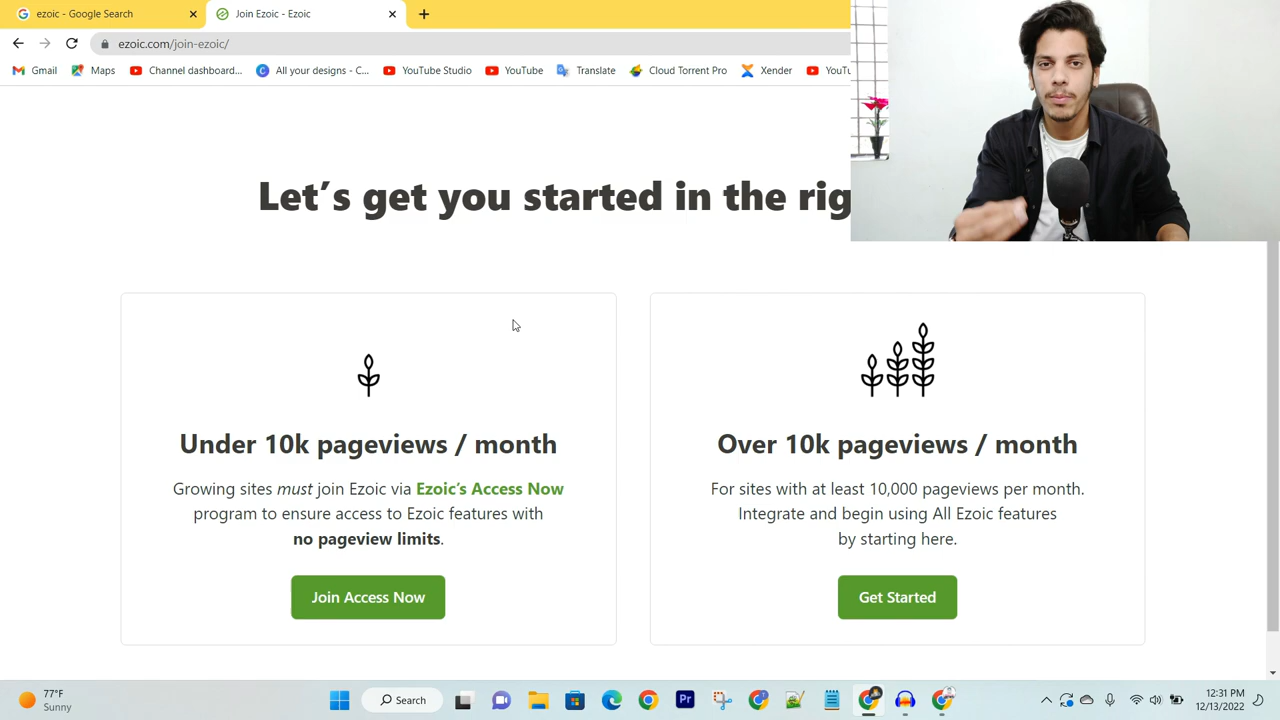 ezoic - Google Search
Join Ezoic - Ezoic
ezoic.com/join-ezoic/
Gmail
Maps
Channel dashboard...
All your designs - C...
YouTube Studio
YouTube
Translate
Cloud Torrent Pro
Xender
YouTu
Let's get you started in the rig
Under 10k pageviews / month
Growing sites must join Ezoic via Ezoic's Access Now
program to ensure access to Ezoic features with
no pageview limits.
Join Access Now
Over 10k pageviews / month
For sites with at least 10,000 pageviews per month.
Integrate and begin using All Ezoic features
by starting here.
Get Started
77°F
Sunny
Search
Pr
12:31 PM
12/13/2022